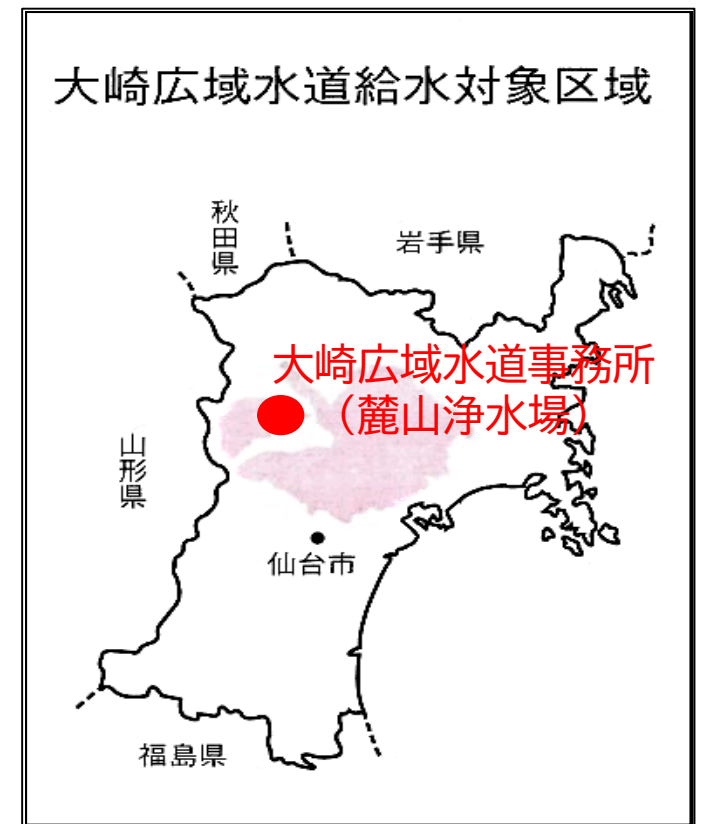 大崎広域水道給水対象区域
秋田県
岩手県
大崎広域水道事務所
（麓山浄水場）
山形県
仙台市
福島県